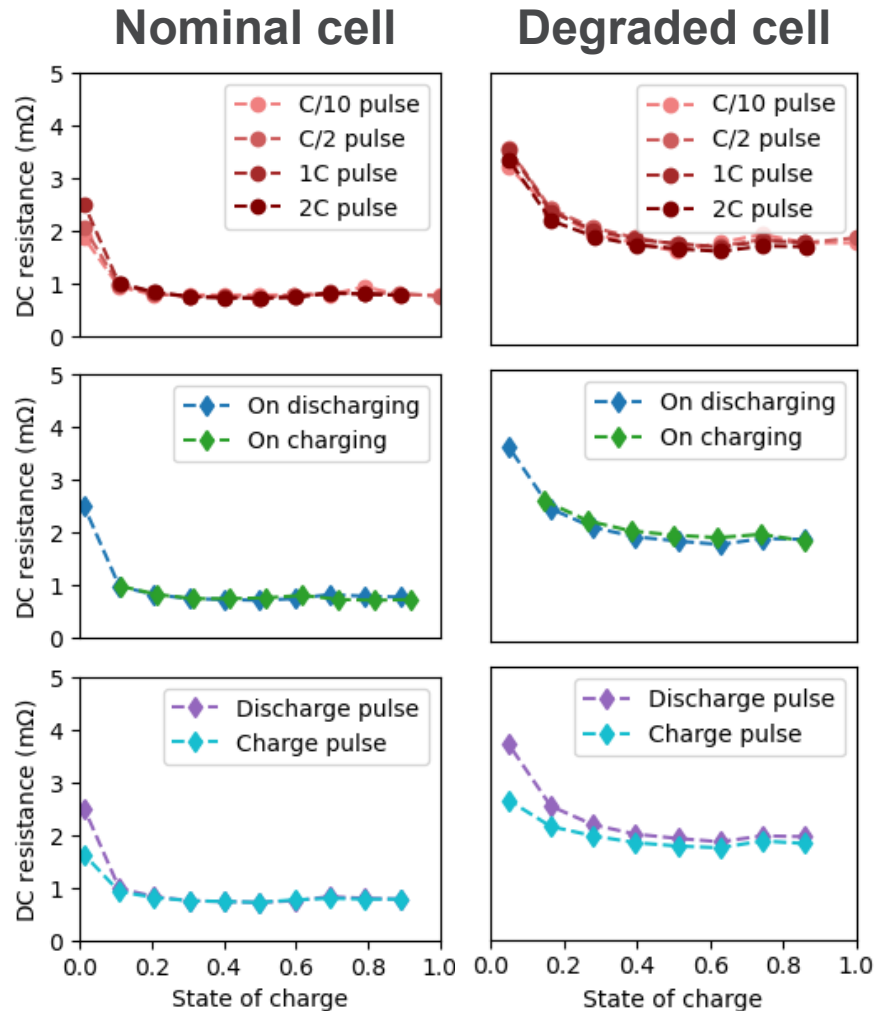 Nominal cell
Degraded cell
DC resistance (mΩ)
5
4
3
2
1
0
C/10 pulse
C/2 pulse
1C pulse
2C pulse
C/10 pulse
C/2 pulse
1C pulse
2C pulse
DC resistance (mΩ)
5
4
3
2
1
0
On discharging
On charging
On discharging
On charging
DC resistance (mΩ)
5
4
3
2
1
0
Discharge pulse
Charge pulse
Discharge pulse
Charge pulse
0.0 0.2 0.4 0.6 0.8 1.0
State of charge
0.0 0.2 0.4 0.6 0.8 1.0
State of charge